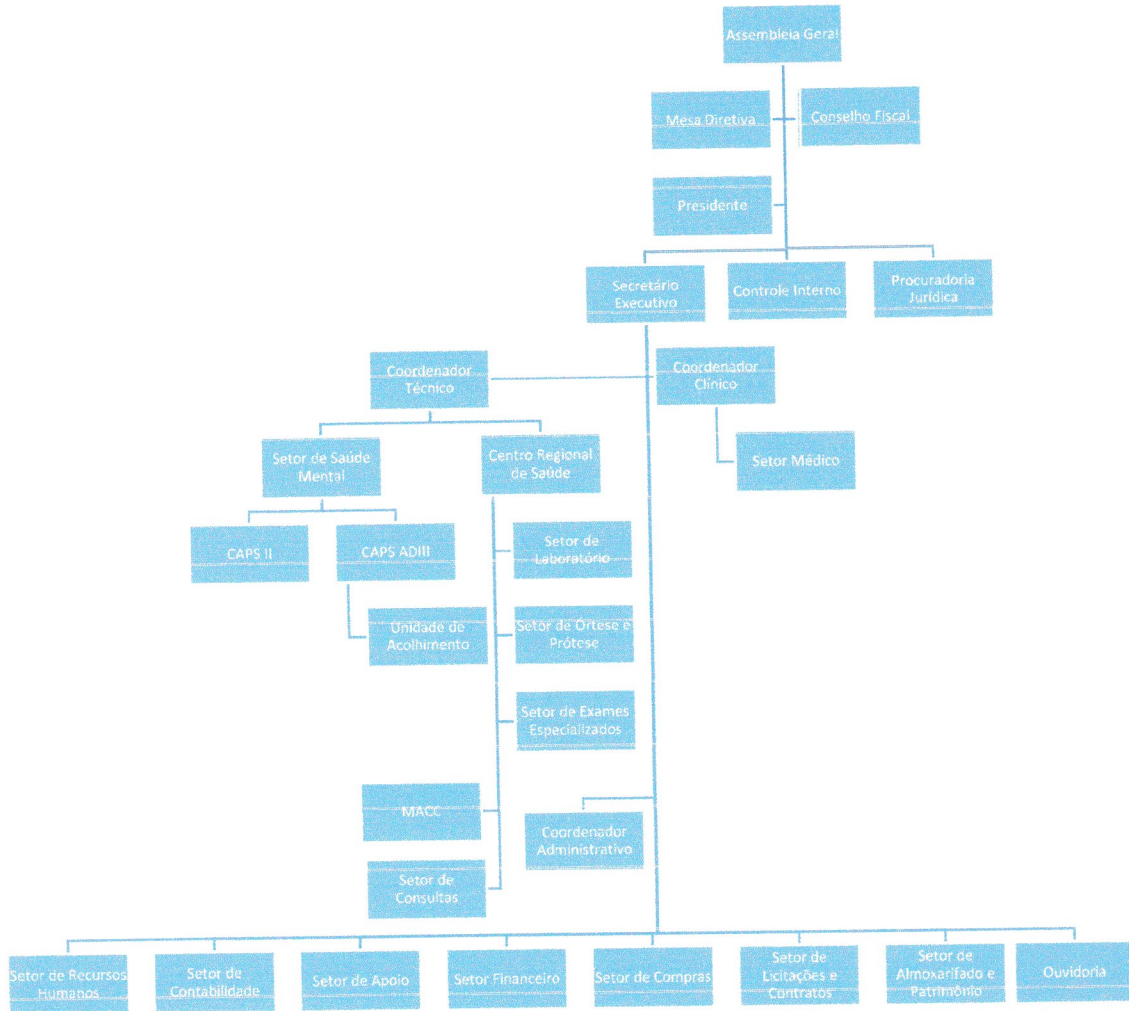 Assembleia Geral
Mesa Diretiva
Conselho Fiscal
Presidente
Secretário
Executivo
Controle Interno
Procuradoria
Jurídica
Coordenador
Técnico
Coordenador
Clínico
Setor de Saúde
Mental
Centro Regional
de Saúde
Setor Médico
CAPS II
CAPS ADIII
Setor de
Laboratório
Unidade de
Acolhimento
Setor de Órtese e
Prótese
Setor de Exames
Especializados
MACC
Coordenador
Administrativo
Setor de
Consultas
Setor de Recursos
Humanos
Setor de
Contabilidade
Setor de Apoio
Setor Financeiro
Setor de Compras
Setor de
Licitações e
Contratos
Setor de
Almoxarifado e
Patrimônio
Ouvidoria